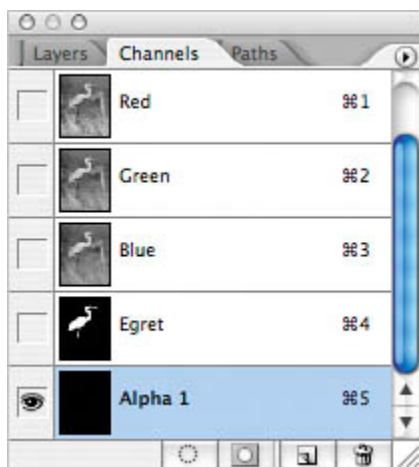 Layers Channels Paths
Red ⌘1
Green ⌘2
Blue ⌘3
Egret ⌘4
Alpha 1 ⌘5